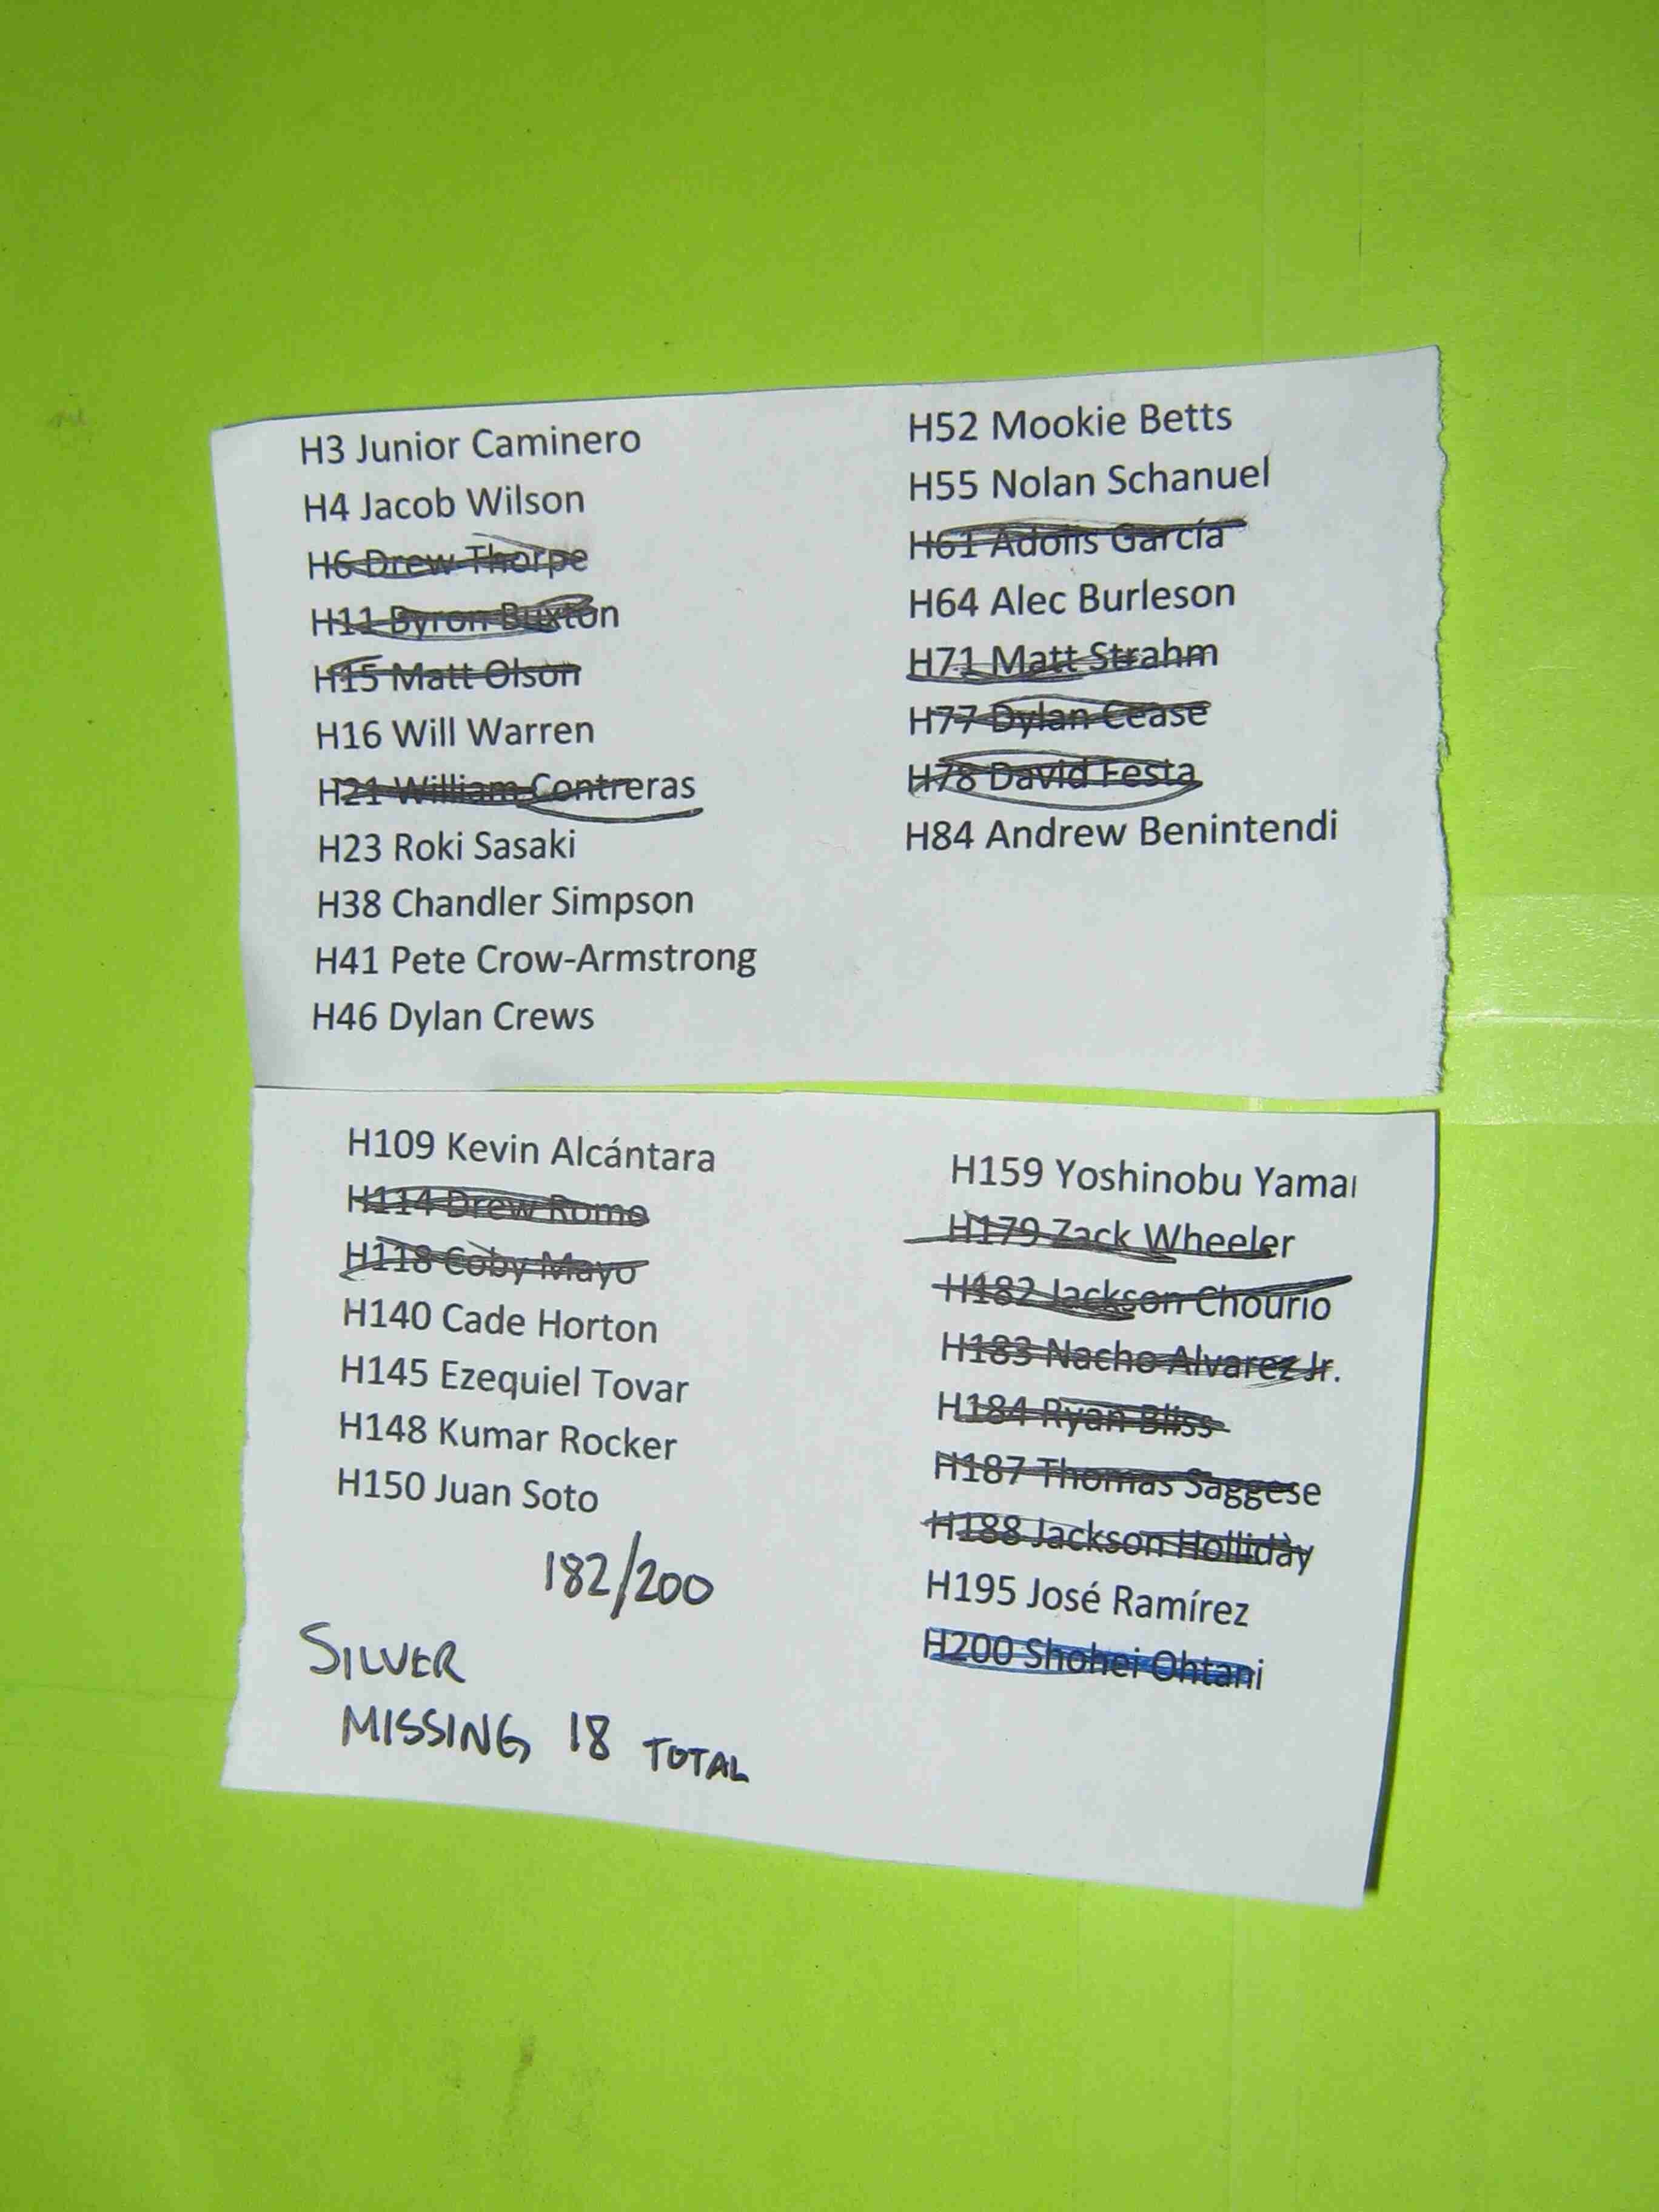 H3 Junior Caminero
H4 Jacob Wilson
H6 Drew Thorpe
H11 Byron Buxton
H15 Matt Olson
H16 Will Warren
H21 William Contreras
H23 Roki Sasaki
H38 Chandler Simpson
H41 Pete Crow-Armstrong
H46 Dylan Crews
H52 Mookie Betts
H55 Nolan Schanuel
H61 Adolis García
H64 Alec Burleson
H71 Matt Strahm
H77 Dylan Cease
H78 David Festa
H84 Andrew Benintendi
H109 Kevin Alcántara
H114 Drew Romo
H118 Coby Mayo
H140 Cade Horton
H145 Ezequiel Tovar
H148 Kumar Rocker
H150 Juan Soto
182/200
SILVER
MISSING 18 TOTAL
H159 Yoshinobu Yama
H179 Zack Wheeler
H182 Jackson Chourio
H183 Nacho Alvarez Jr.
H184 Ryan Bliss
H187 Thomas Saggese
H188 Jackson Holliday
H195 José Ramírez
H200 Shohei Ohtani